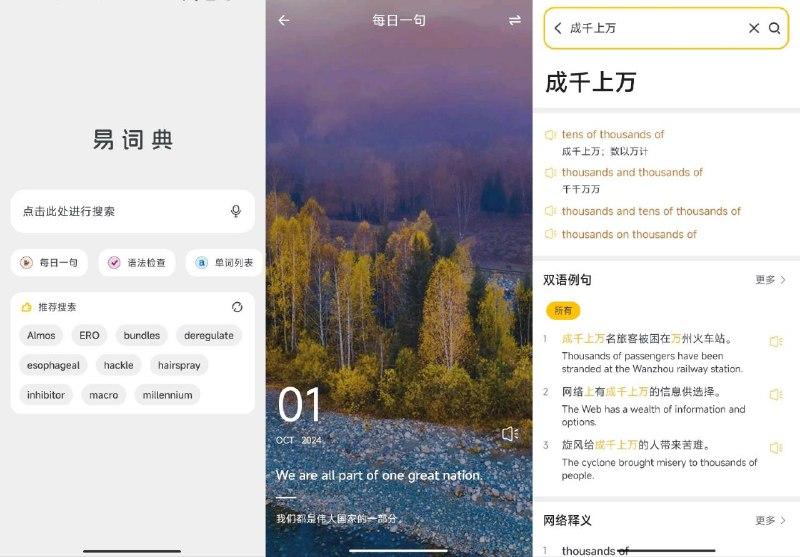 易词典
点击此处进行搜索
每日一句
语法检查
单词列表
推荐搜索
Almos
ERO
bundles
deregulate
esophageal
hackle
hairspray
inhibitor
macro
millennium
每日一句
01
OCT 2024
We are all part of one great nation.
我们都是伟大国家的一部分。
成千上万
成千上万
tens of thousands of
成千上万；数以万计
thousands and thousands of
千千万万
thousands and tens of thousands of
thousands on thousands of
双语例句
更多
所有
1 成千上万名旅客被困在万州火车站。
Thousands of passengers have been
stranded at the Wanzhou railway station.
2 网络上有成千上万的信息供选择。
The Web has a wealth of information and
options.
3 旋风给成千上万的人带来苦难。
The cyclone brought misery to thousands of
people.
网络释义
更多
1 thousands of